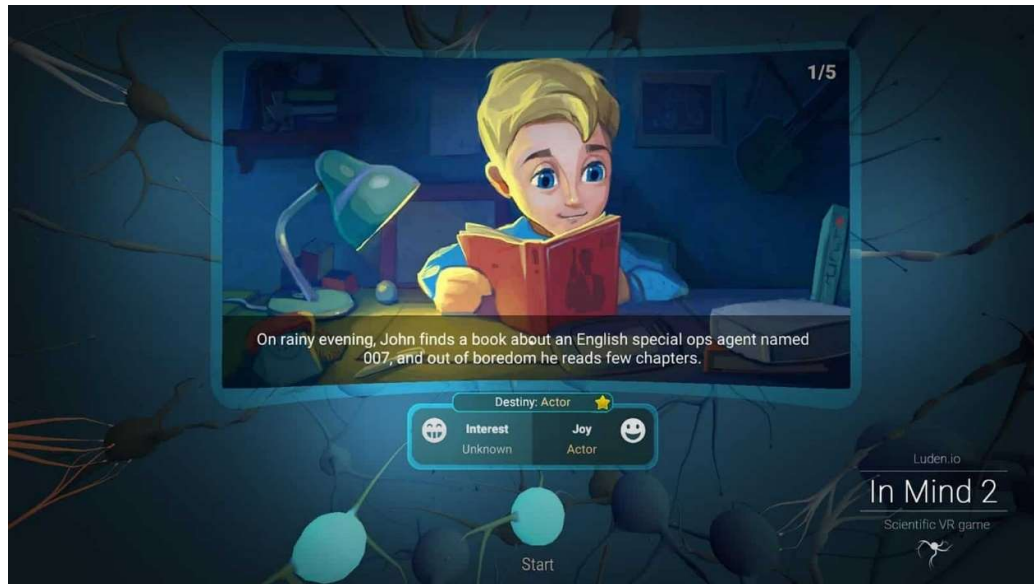 1/5
On rainy evening, John finds a book about an English special ops agent named
007, and out of boredom he reads few chapters.
Destiny: Actor
Interest
Joy
Unknown
Actor
Luden.io
In Mind 2
Scientific VR game
Start